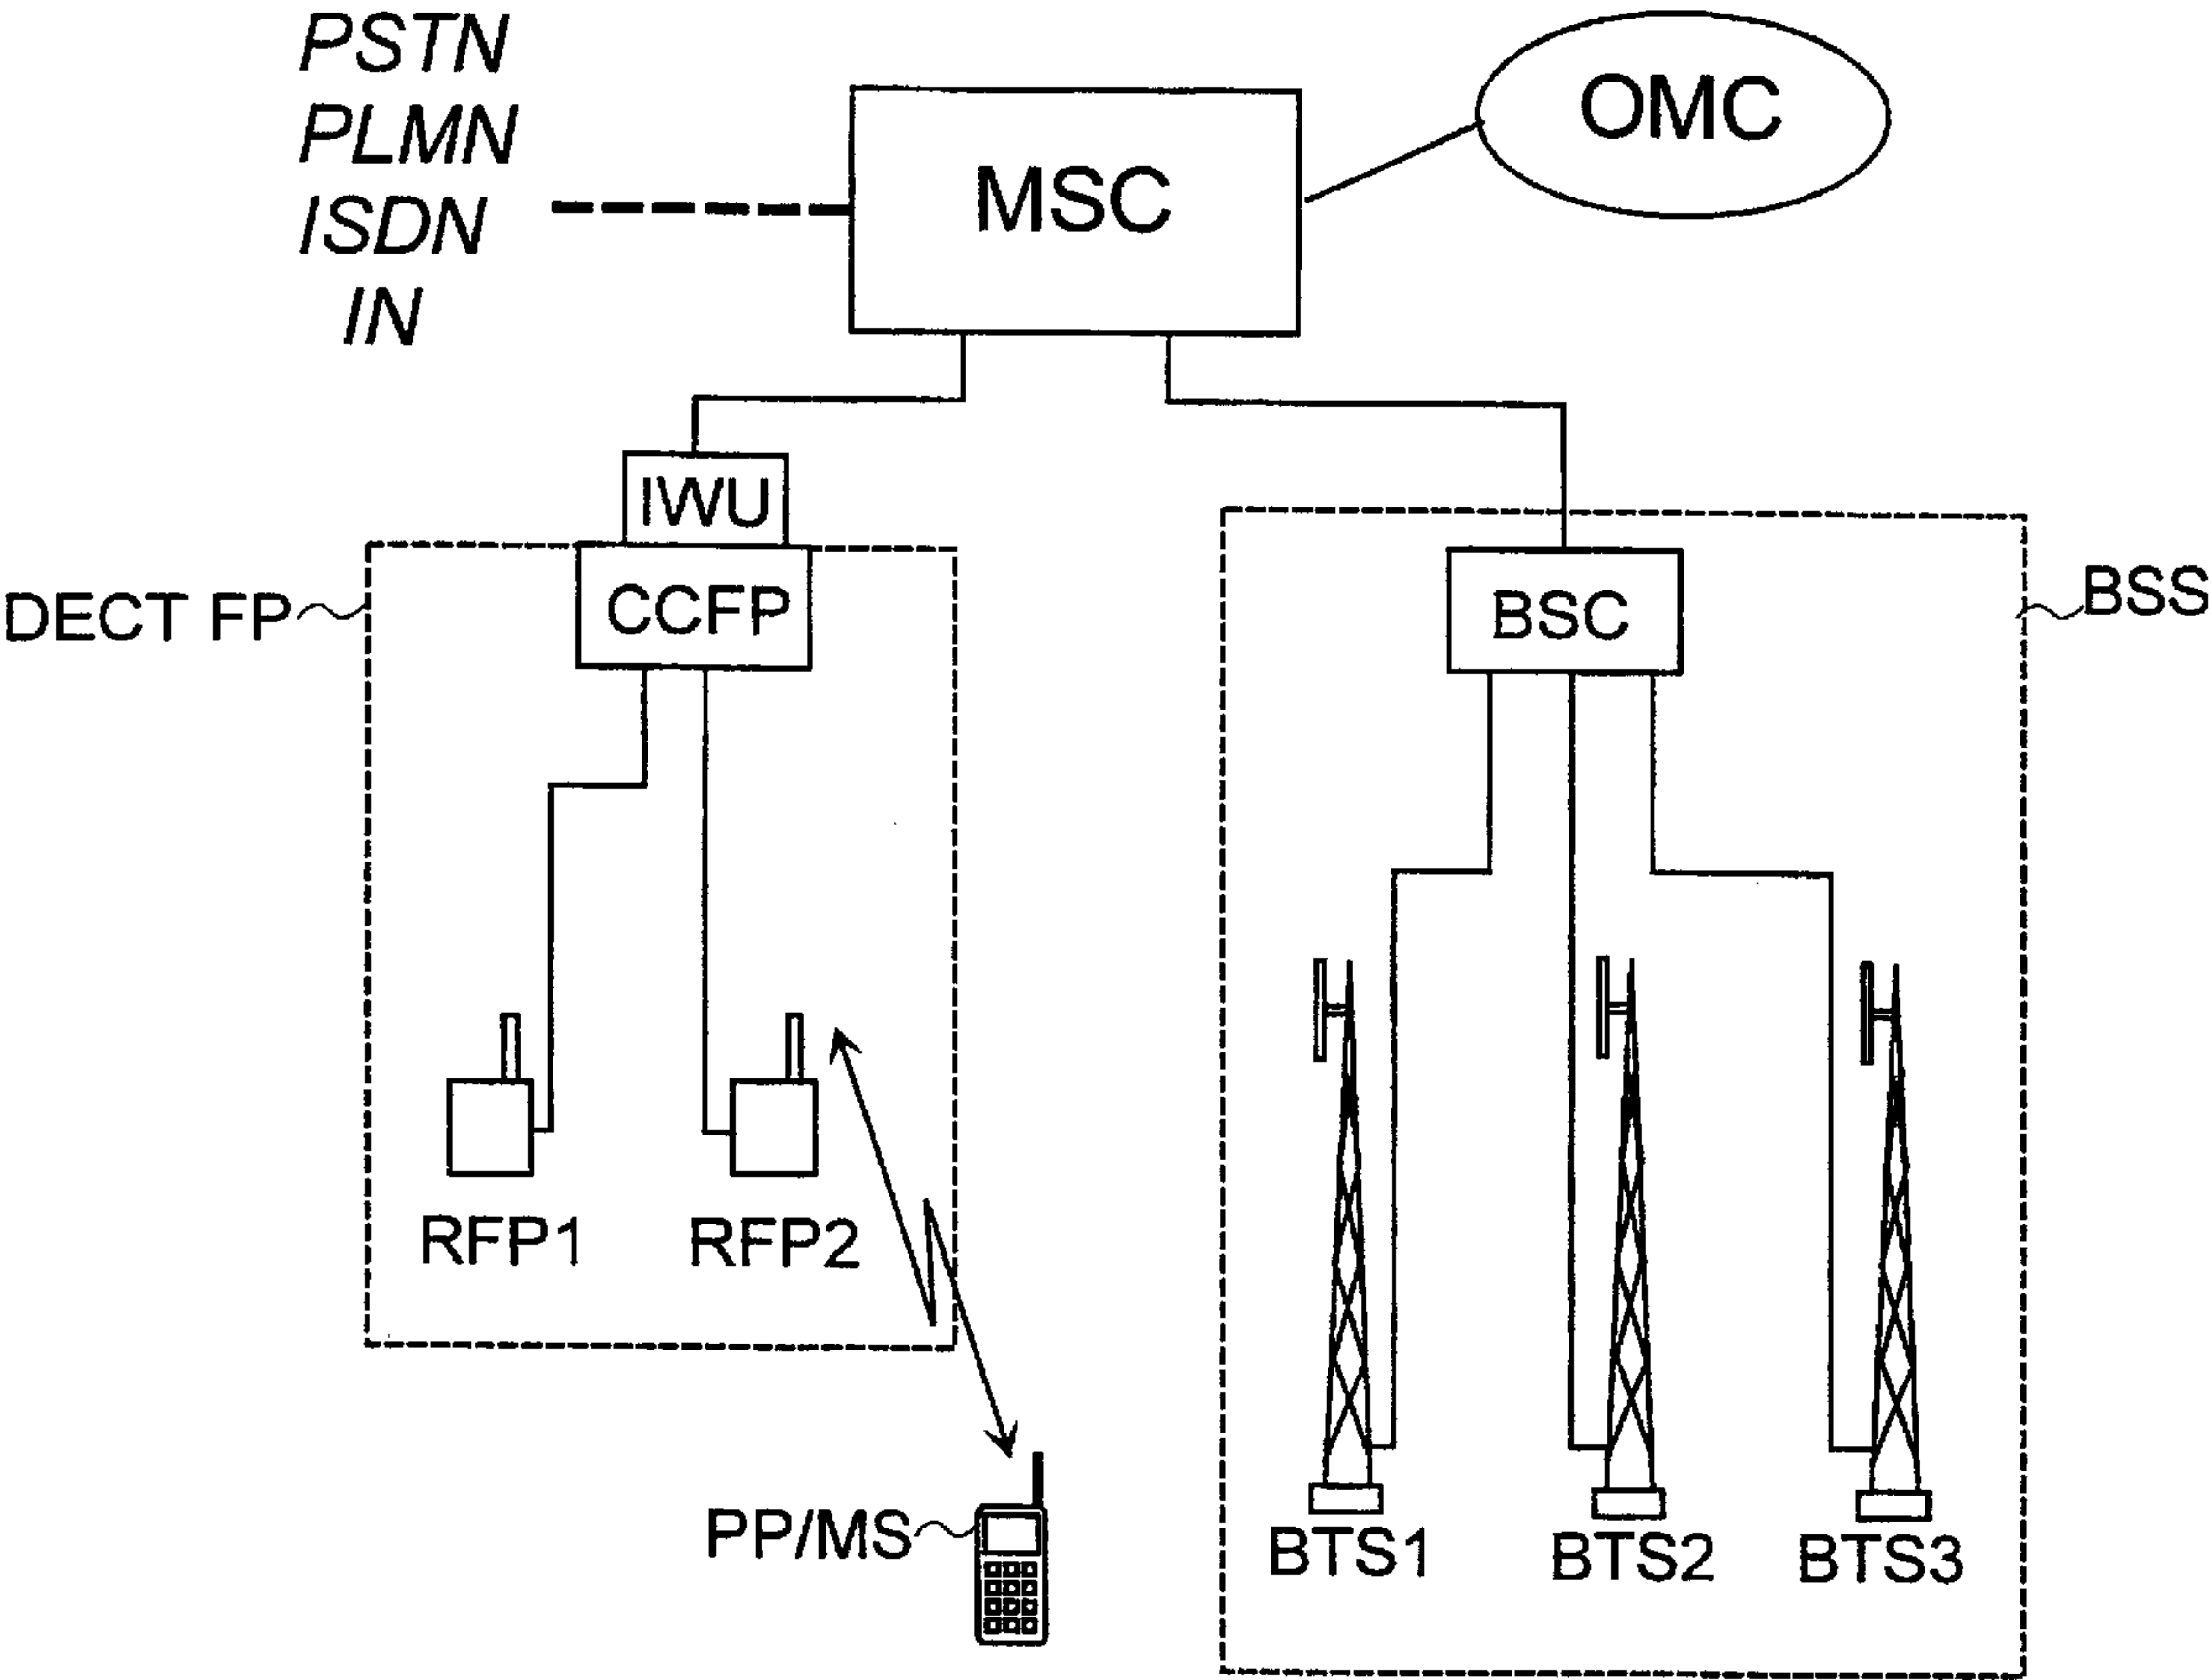 PSTN
PLMN
ISDN
IN
MSC
OMC
IWU
CCFP
DECT FP
BSC
BSS
RFP1
RFP2
PP/MS
BTS1
BTS2
BTS3